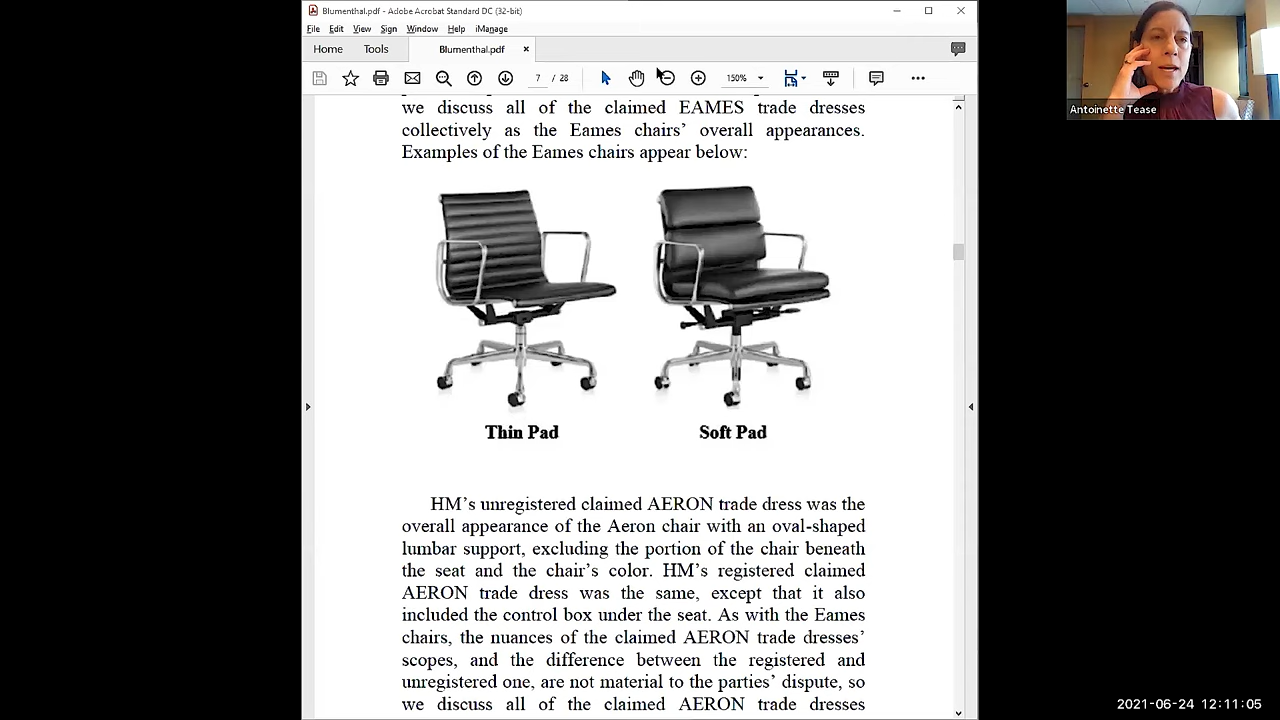 Blumenthal.pdf - Adobe Acrobat Standard DC (32-bit)
File Edit View Sign Window Help iManage
Home Tools Blumenthal.pdf ×
7 / 28 150%
Antoinette Tease
we discuss all of the claimed EAMES trade dresses
collectively as the Eames chairs’ overall appearances.
Examples of the Eames chairs appear below:
Thin Pad Soft Pad
HM’s unregistered claimed AERON trade dress was the
overall appearance of the Aeron chair with an oval-shaped
lumbar support, excluding the portion of the chair beneath
the seat and the chair’s color. HM’s registered claimed
AERON trade dress was the same, except that it also
included the control box under the seat. As with the Eames
chairs, the nuances of the claimed AERON trade dresses’
scopes, and the difference between the registered and
unregistered one, are not material to the parties’ dispute, so
we discuss all of the claimed AERON trade dresses
2021-06-24 12:11:05